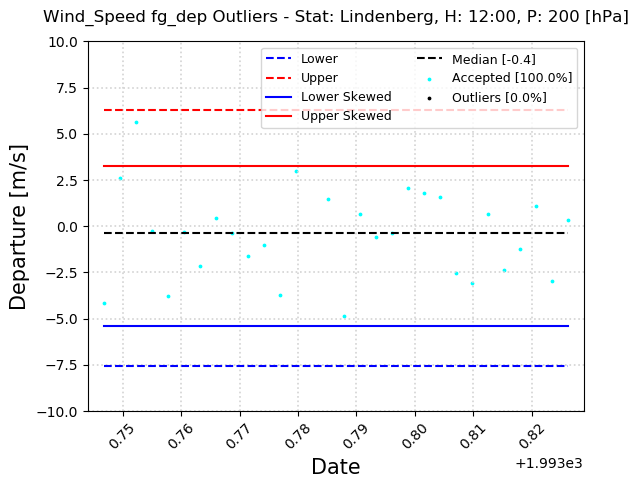 Wind_Speed fg_dep Outliers - Stat: Lindenberg, H: 12:00, P: 200 [hPa]
Departure [m/s]
10.0
7.5
5.0
2.5
0.0
−2.5
−5.0
−7.5
−10.0
Lower
Upper
Lower Skewed
Upper Skewed
Median [-0.4]
Accepted [100.0%]
Outliers [0.0%]
0.75
0.76
0.77
0.78
0.79
0.80
0.81
0.82
+1.993e3
Date